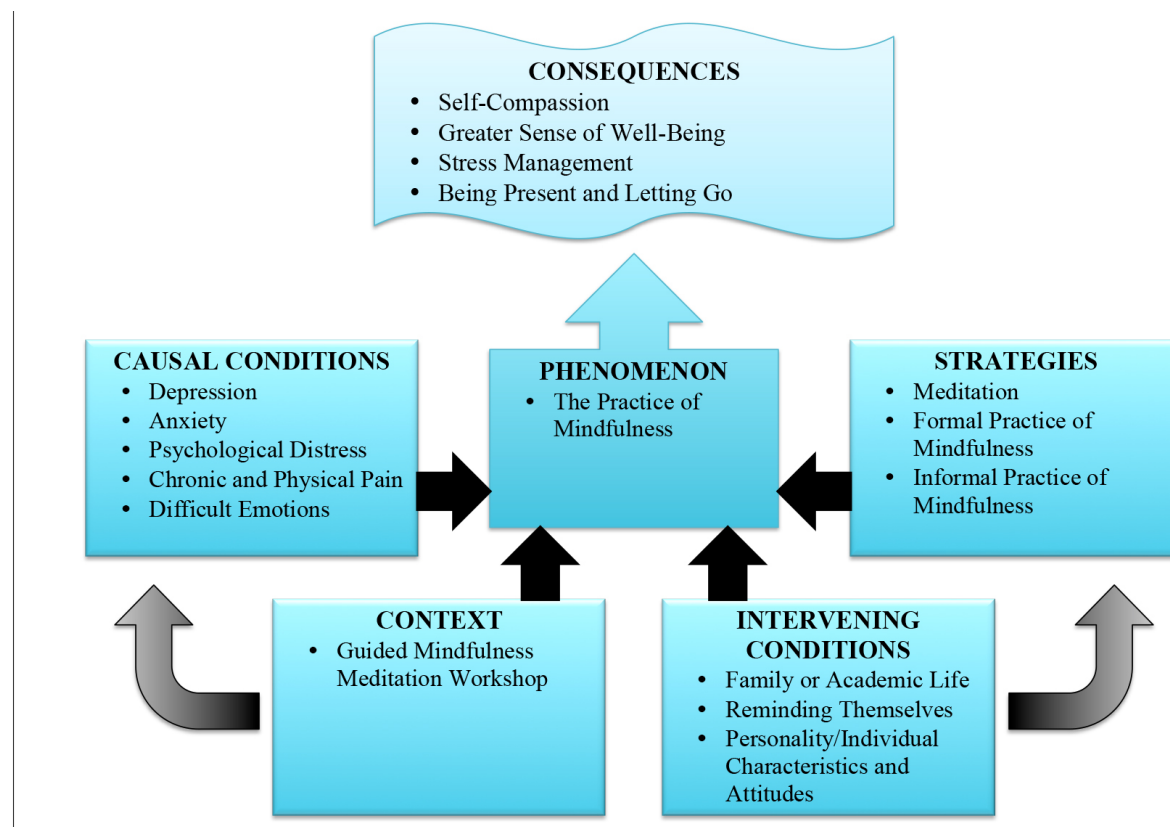 CONSEQUENCES
• Self-Compassion
• Greater Sense of Well-Being
• Stress Management
• Being Present and Letting Go
CAUSAL CONDITIONS
• Depression
• Anxiety
• Psychological Distress
• Chronic and Physical Pain
• Difficult Emotions
PHENOMENON
• The Practice of
Mindfulness
STRATEGIES
• Meditation
• Formal Practice of
Mindfulness
• Informal Practice of
Mindfulness
CONTEXT
• Guided Mindfulness
Meditation Workshop
INTERVENING
CONDITIONS
• Family or Academic Life
• Reminding Themselves
• Personality/Individual
Characteristics and
Attitudes